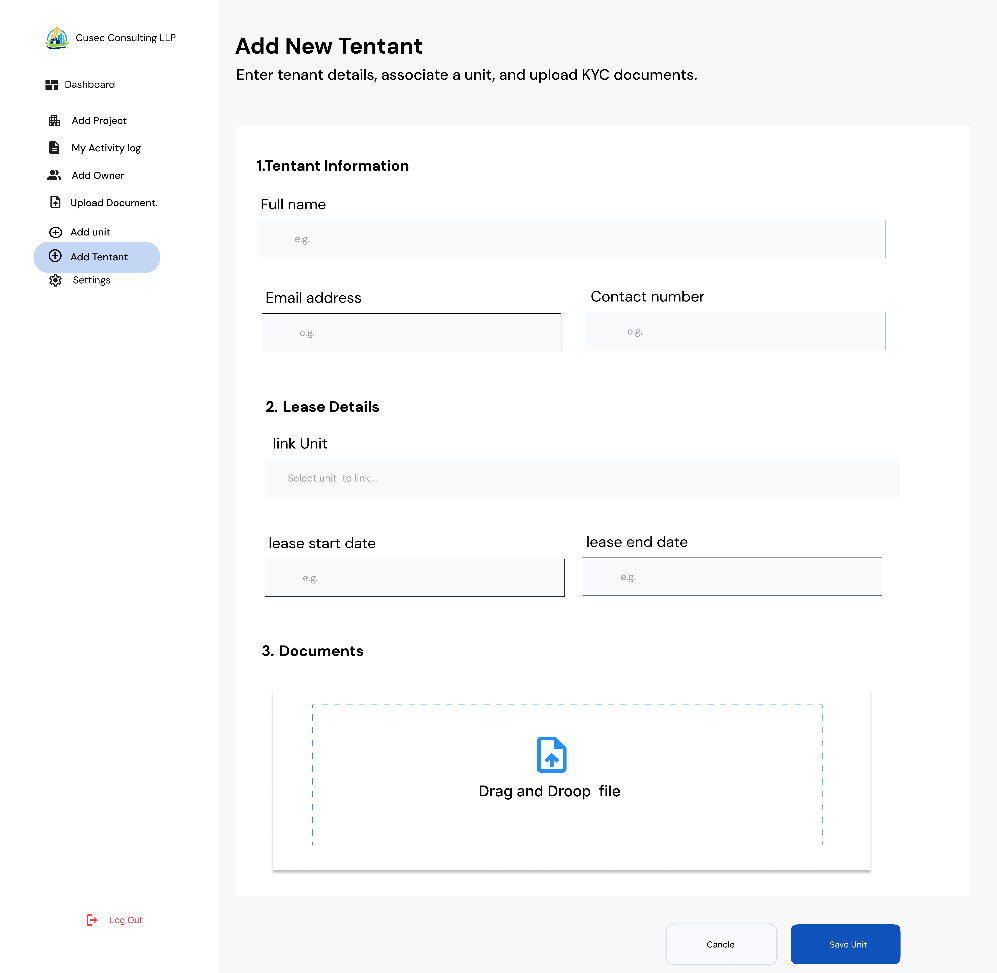 Cusec Consulting LLP
Dashboard
Add Project
My Activity log
Add Owner
Upload Document.
Add unit
Add Tentant
Settings
Log Out
Add New Tentant
Enter tenant details, associate a unit, and upload KYC documents.
1.Tentant Information
Full name
e.g.
Email address
Contact number
e.g.
e.g.
2. Lease Details
link Unit
Select unit to link...
lease start date
lease end date
e.g.
e.g.
3. Documents
Drag and Droop file
Cancle
Save Unit